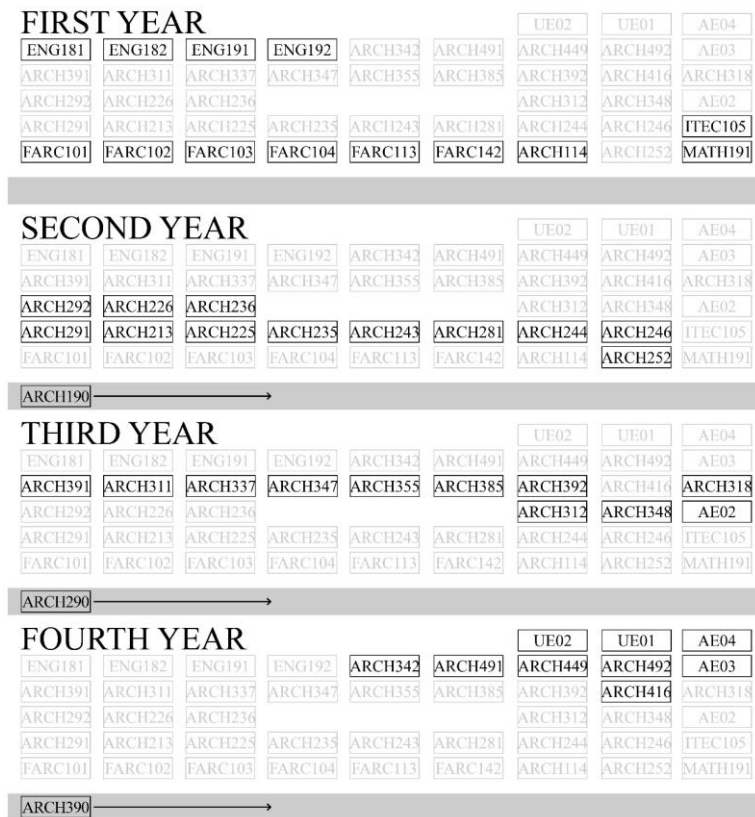 FIRST YEAR UE02 UE01 AE04
ENG181 ENG182 ENG191 ENG192 ARCH342 ARCH491 ARCH449 ARCH492 AE03
ARCH391 ARCH311 ARCH337 ARCH347 ARCH355 ARCH385 ARCH392 ARCH416 ARCH318
ARCH292 ARCH226 ARCH236 ARCH312 ARCH348 AE02
ARCH291 ARCH213 ARCH225 ARCH235 ARCH243 ARCH281 ARCH244 ARCH246 ITEC105
FARC101 FARC102 FARC103 FARC104 FARC113 FARC142 ARCH114 ARCH252 MATH191
SECOND YEAR UE02 UE01 AE04
ENG181 ENG182 ENG191 ENG192 ARCH342 ARCH491 ARCH449 ARCH492 AE03
ARCH391 ARCH311 ARCH337 ARCH347 ARCH355 ARCH385 ARCH392 ARCH416 ARCH318
ARCH292 ARCH226 ARCH236 ARCH312 ARCH348 AE02
ARCH291 ARCH213 ARCH225 ARCH235 ARCH243 ARCH281 ARCH244 ARCH246 ITEC105
FARC101 FARC102 FARC103 FARC104 FARC113 FARC142 ARCH114 ARCH252 MATH191
ARCH190
THIRD YEAR UE02 UE01 AE04
ENG181 ENG182 ENG191 ENG192 ARCH342 ARCH491 ARCH449 ARCH492 AE03
ARCH391 ARCH311 ARCH337 ARCH347 ARCH355 ARCH385 ARCH392 ARCH416 ARCH318
ARCH292 ARCH226 ARCH236 ARCH312 ARCH348 AE02
ARCH291 ARCH213 ARCH225 ARCH235 ARCH243 ARCH281 ARCH244 ARCH246 ITEC105
FARC101 FARC102 FARC103 FARC104 FARC113 FARC142 ARCH114 ARCH252 MATH191
ARCH290
FOURTH YEAR UE02 UE01 AE04
ENG181 ENG182 ENG191 ENG192 ARCH342 ARCH491 ARCH449 ARCH492 AE03
ARCH391 ARCH311 ARCH337 ARCH347 ARCH355 ARCH385 ARCH392 ARCH416 ARCH318
ARCH292 ARCH226 ARCH236 ARCH312 ARCH348 AE02
ARCH291 ARCH213 ARCH225 ARCH235 ARCH243 ARCH281 ARCH244 ARCH246 ITEC105
FARC101 FARC102 FARC103 FARC104 FARC113 FARC142 ARCH114 ARCH252 MATH191
ARCH390